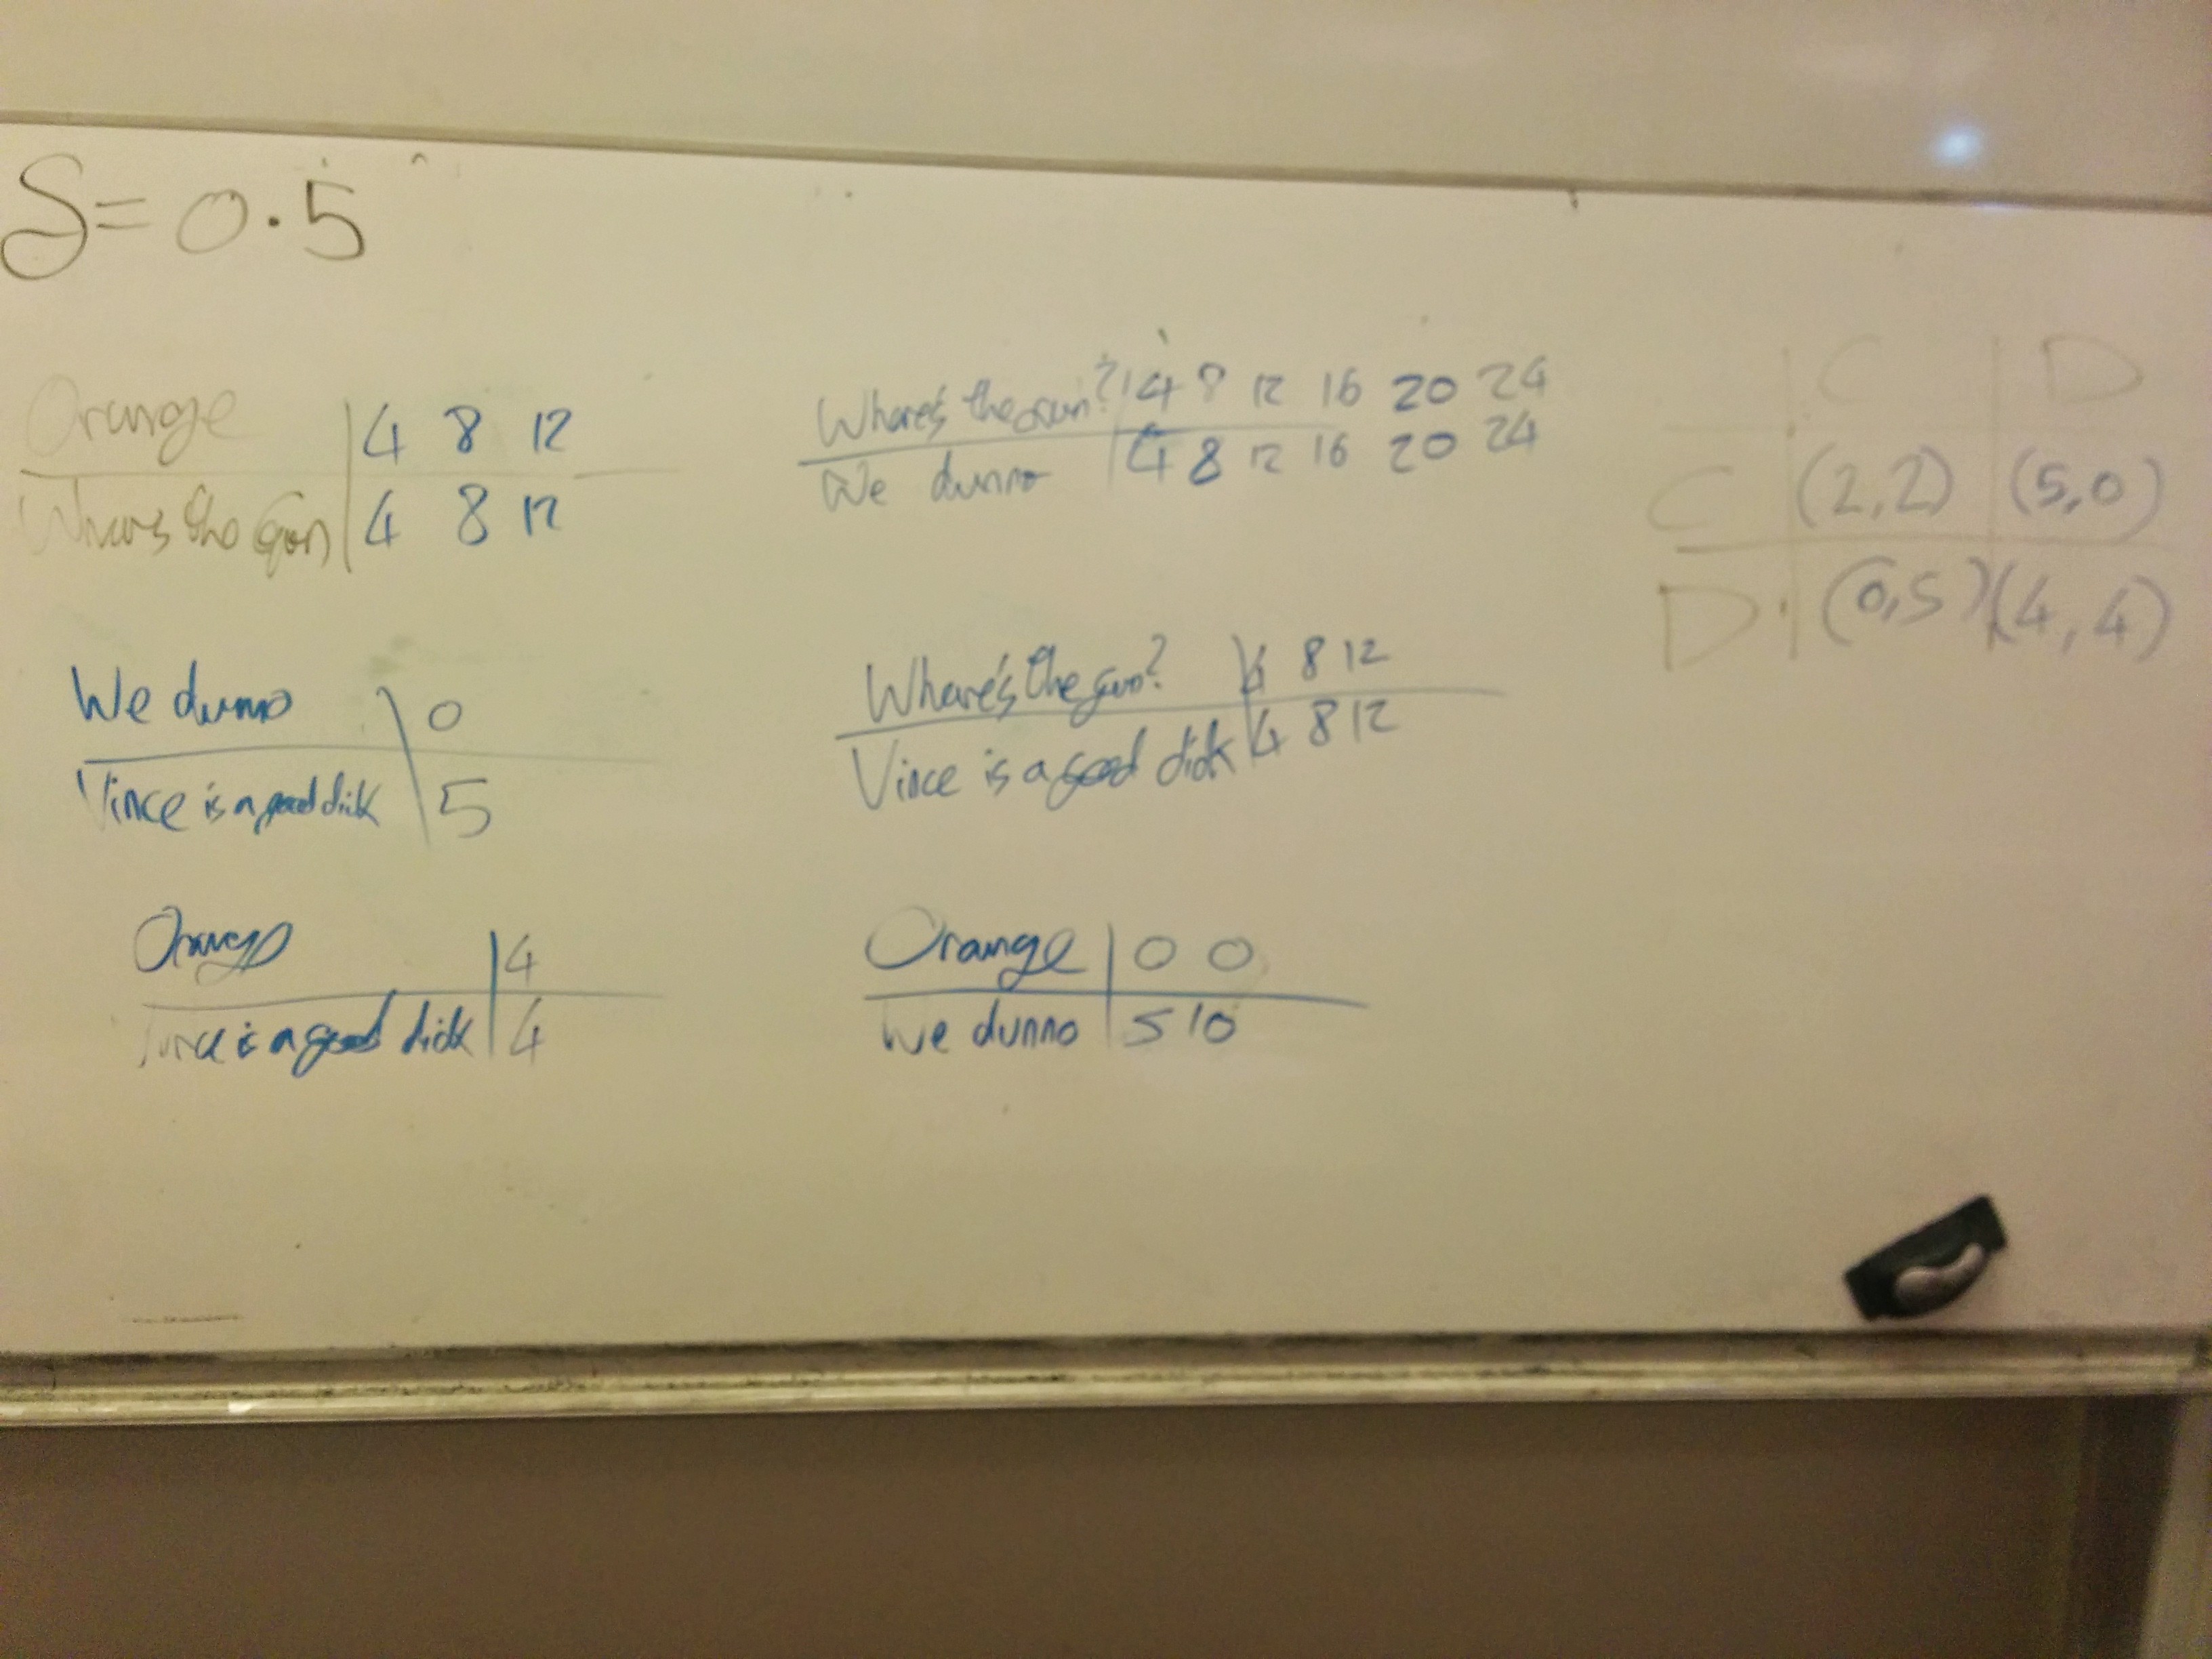 δ = 0.5
Orange 4 8 12
Where's the Gun 4 8 12
Where's the gun? 4 8 12 16 20 24
We dunno 4 8 12 16 20 24
C D
C (2,2) (5,0)
D (0,5) (4,4)
We dunno 0
Vince is a good dick 5
Where's the gun? 4 8 12
Vince is a good dick 4 8 12
Orange 4
Vince is a good dick 4
Orange 0 0
We dunno 5 10